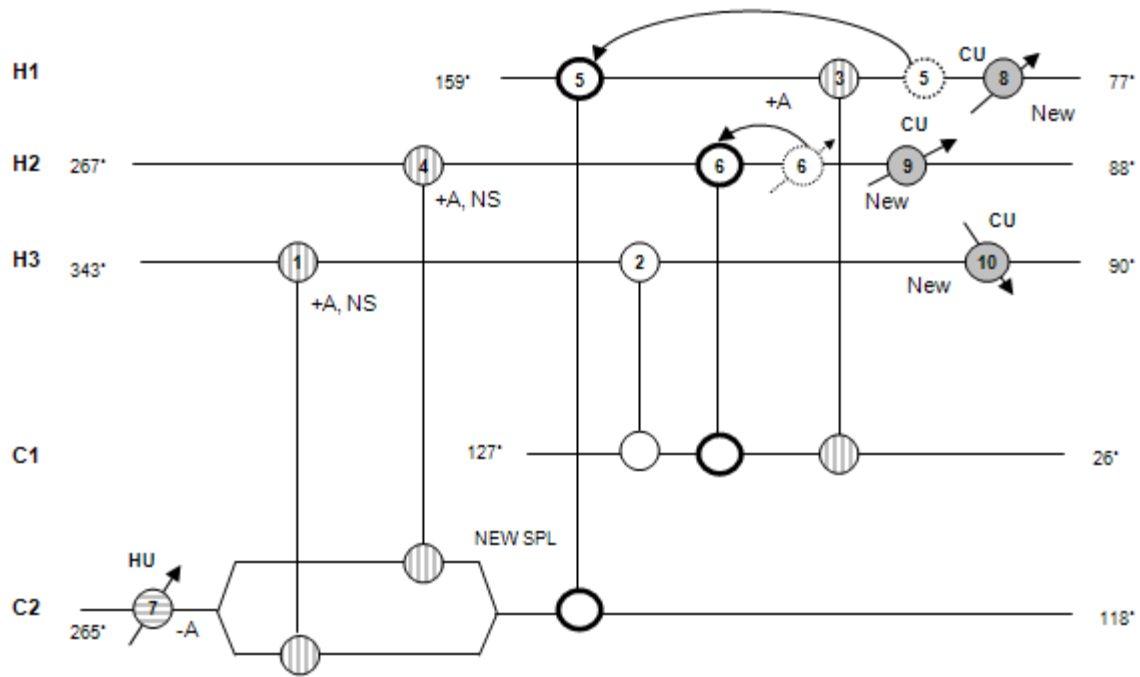 CU
H1 159° 5 3 5 8 77°
+A New
CU
H2 267° 4 6 6 9 88°
+A, NS New
CU
H3 343° 1 2 10 90°
+A, NS New
C1 127° 26°
NEW SPL
HU
C2 265° 7 -A 118°